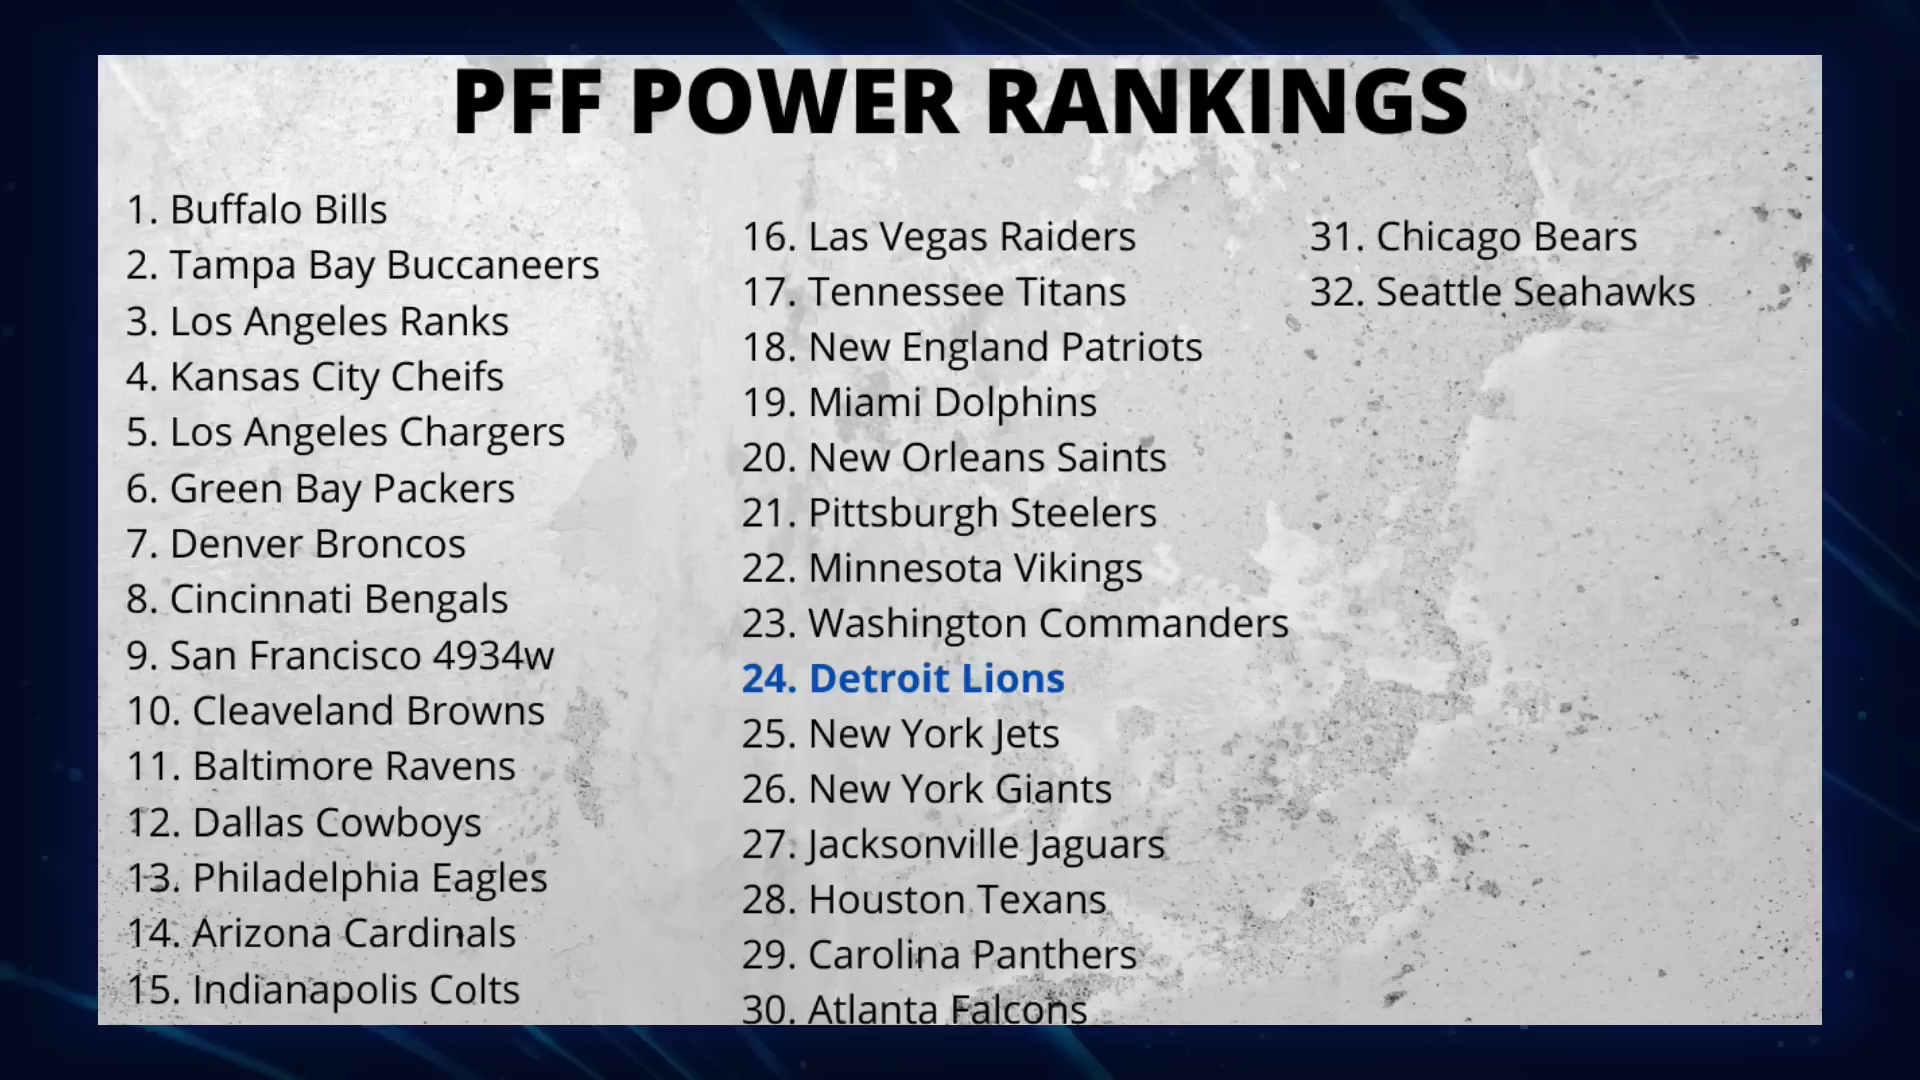 PFF POWER RANKINGS
1. Buffalo Bills
2. Tampa Bay Buccaneers
3. Los Angeles Ranks
4. Kansas City Cheifs
5. Los Angeles Chargers
6. Green Bay Packers
7. Denver Broncos
8. Cincinnati Bengals
9. San Francisco 4934w
10. Cleaveland Browns
11. Baltimore Ravens
12. Dallas Cowboys
13. Philadelphia Eagles
14. Arizona Cardinals
15. Indianapolis Colts
16. Las Vegas Raiders
17. Tennessee Titans
18. New England Patriots
19. Miami Dolphins
20. New Orleans Saints
21. Pittsburgh Steelers
22. Minnesota Vikings
23. Washington Commanders
24. Detroit Lions
25. New York Jets
26. New York Giants
27. Jacksonville Jaguars
28. Houston Texans
29. Carolina Panthers
30. Atlanta Falcons
31. Chicago Bears
32. Seattle Seahawks